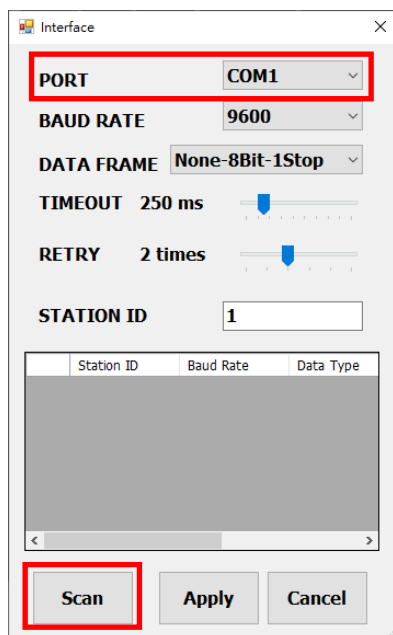 Interface
PORT COM1
BAUD RATE 9600
DATA FRAME None-8Bit-1Stop
TIMEOUT 250 ms
RETRY 2 times
STATION ID 1
Station ID Baud Rate Data Type
Scan Apply Cancel